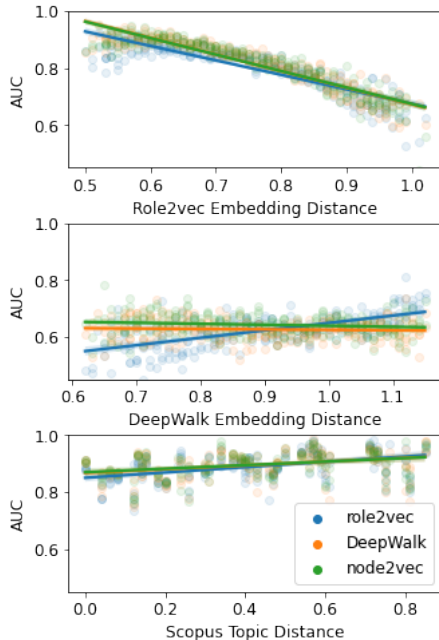 1.0
0.8
0.6
AUC
0.5 0.6 0.7 0.8 0.9 1.0
Role2vec Embedding Distance
1.0
0.8
0.6
AUC
0.6 0.7 0.8 0.9 1.0 1.1
DeepWalk Embedding Distance
1.0
0.8
0.6
AUC
role2vec
DeepWalk
node2vec
0.0 0.2 0.4 0.6 0.8
Scopus Topic Distance